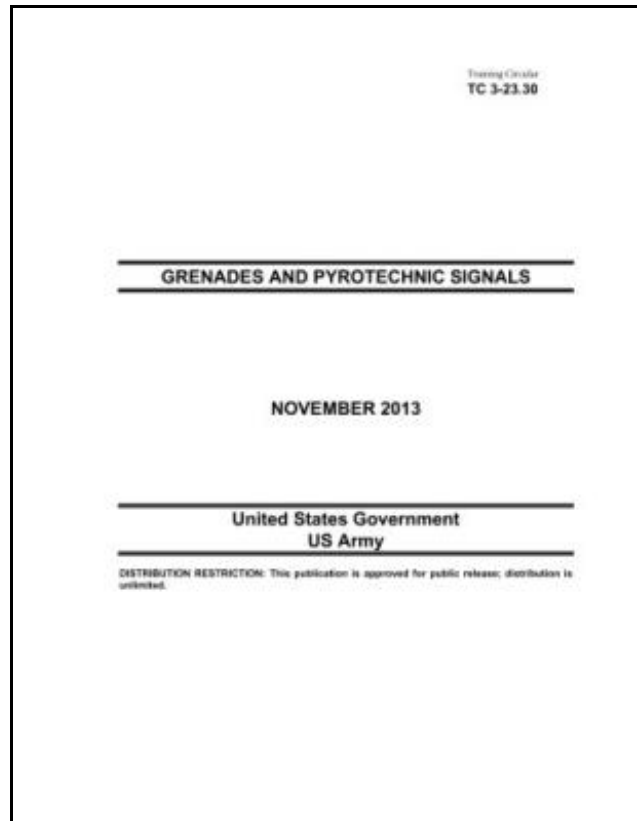 Training Circular
TC 3-23.30
GRENADES AND PYROTECHNIC SIGNALS
NOVEMBER 2013
United States Government
US Army
DISTRIBUTION RESTRICTION: This publication is approved for public release; distribution is
unlimited.